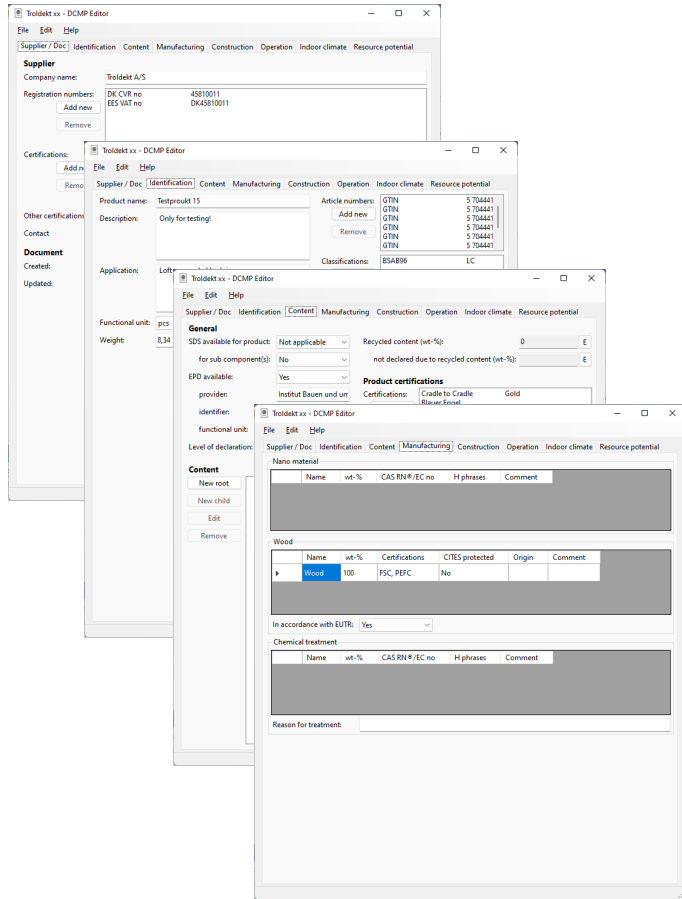 Troldekt xx - DCMP Editor
File Edit Help
Supplier / Doc Identification Content Manufacturing Construction Operation Indoor climate Resource potential
Supplier
Company name: Troldekt A/S
Registration numbers: DK CVR no 45810011
EES VAT no DK45810011
Add new
Remove
Certifications:
Add n
Remo
Other certifications
Contact
Document
Created:
Updated:
Troldekt xx - DCMP Editor
File Edit Help
Supplier / Doc Identification Content Manufacturing Construction Operation Indoor climate Resource potential
Product name: Testproukt 15 Article numbers: GTIN 5 704441
GTIN 5 704441
Add new GTIN 5 704441
Description: Only for testing! GTIN 5 704441
Remove GTIN 5 704441
GTIN 5 704441
Classifications: BSAB96 LC
Application: Loft
Functional unit: pcs
Weight: 8,34
Troldekt xx - DCMP Editor
File Edit Help
Supplier / Doc Identification Content Manufacturing Construction Operation Indoor climate Resource potential
General
SDS available for product: Not applicable Recycled content (wt-%): 0 E
for sub component(s): No not declared due to recycled content (wt-%): E
EPD available: Yes Product certifications
provider: Institut Bauen und um Certifications: Cradle to Cradle Gold
Blauer Engel
identifier:
functional unit:
Level of declaration:
Content
New root
New child
Edit
Remove
Troldekt xx - DCMP Editor
File Edit Help
Supplier / Doc Identification Content Manufacturing Construction Operation Indoor climate Resource potential
Nano material
Name wt-% CAS RN®/EC no H phrases Comment
Wood
Name wt-% Certifications CITES protected Origin Comment
Wood 100 FSC, PEFC No
In accordance with EUTR: Yes
Chemical treatment
Name wt-% CAS RN®/EC no H phrases Comment
Reason for treatment: